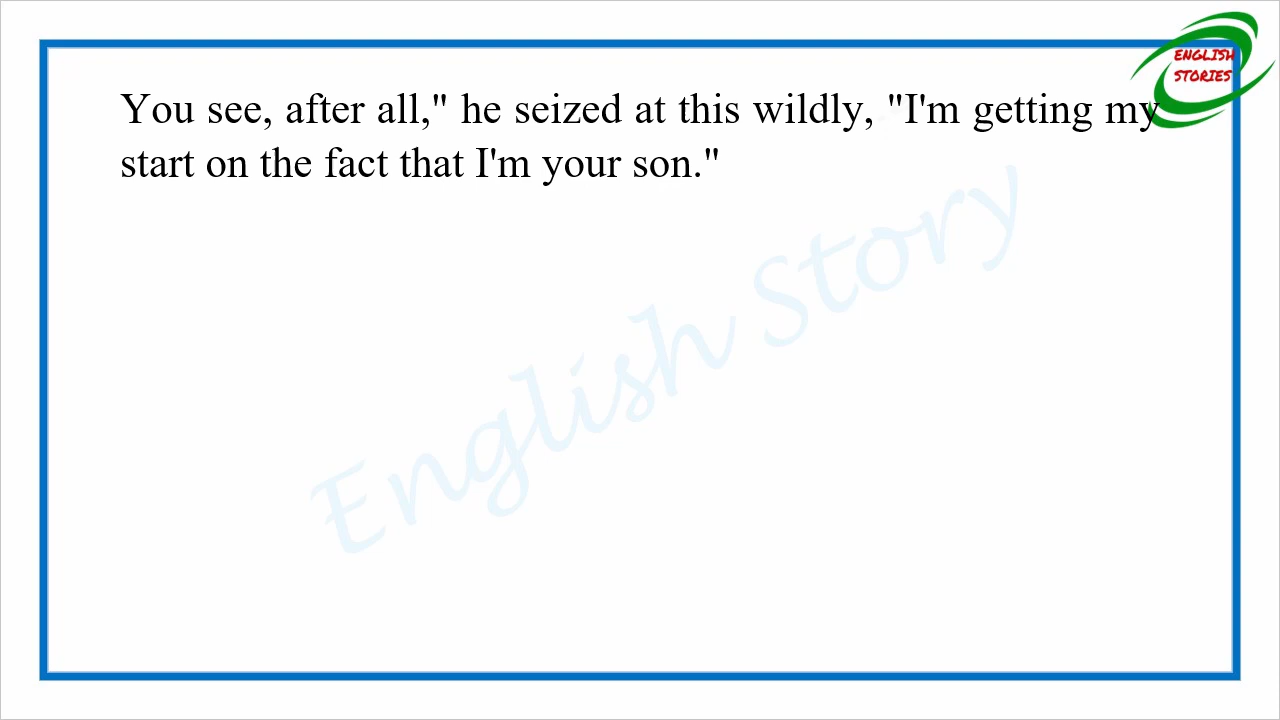 ENGLISH
STORIES
You see, after all," he seized at this wildly, "I'm getting my
start on the fact that I'm your son."
English Story